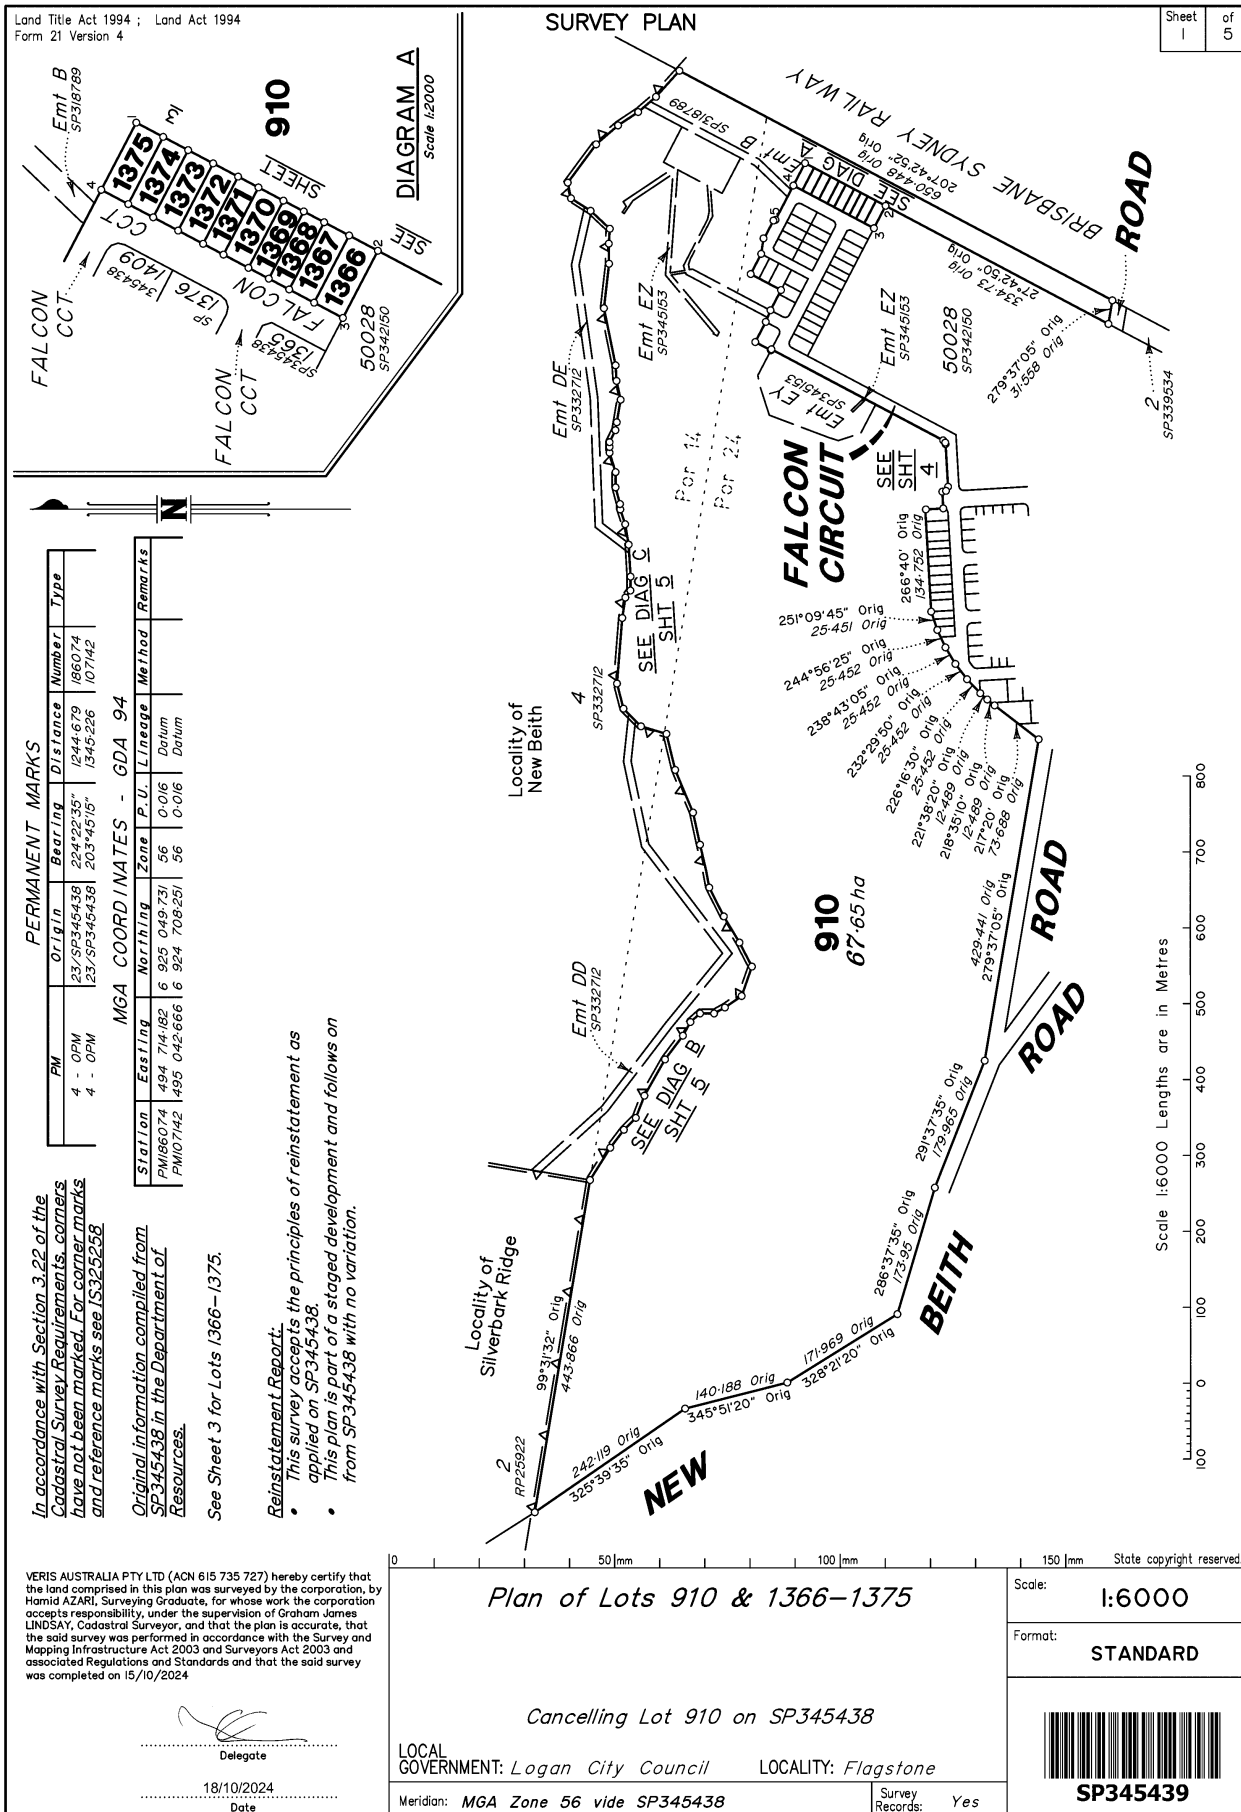 Land Title Act 1994 ; Land Act 1994
Form 21 Version 4
SURVEY PLAN
Sheet
1
of
5
DIAGRAM A
Scale 1:2000
910
Emt B
SP318789
1375
1374
1373
1372
1371
1370
1369
1368
1367
1366
SEE
SHEET
3
1
2
3
4
FALCON
CCT
FALCON
CCT
FALCON
CCT
1409
1376
SP
345438
1365
SP345438
50028
SP342150
N
PERMANENT MARKS
PM Origin Bearing Distance Number Type
4 - OPM 23/SP345438 224°22'35" 1244·679 186074
4 - OPM 23/SP345438 203°45'15" 1345·226 107142
MGA COORDINATES - GDA 94
Station Easting Northing Zone P.U. Lineage Method Remarks
PM186074 494 714·182 6 925 049·731 56 0·016 Datum
PM107142 495 042·666 6 924 708·251 56 0·016 Datum
In accordance with Section 3.22 of the
Cadastral Survey Requirements, corners
have not been marked. For corner marks
and reference marks see IS325258
Original information compiled from
SP345438 in the Department of
Resources.
See Sheet 3 for Lots 1366-1375.
Reinstatement Report:
• This survey accepts the principles of reinstatement as
applied on SP345438.
• This plan is part of a staged development and follows on
from SP345438 with no variation.
BRISBANE SYDNEY RAILWAY
207°42'52" Orig
650·448 Orig
SEE DIAG A
Emt B
SP318789
4
5
2
3
334·73 Orig
27°42'50" Orig
ROAD
279°37'05" Orig
31·558 Orig
2
SP339534
50028
SP342150
Emt EZ
SP345153
Emt EZ
SP345153
Emt EY
SP345153
Emt DE
SP332712
Por 14
Por 24
FALCON
CIRCUIT
SEE
SHT
4
SEE DIAG C
SHT 5
266°40' Orig
134·752 Orig
251°09'45" Orig
25·451 Orig
244°56'25" Orig
25·452 Orig
238°43'05" Orig
25·452 Orig
232°29'50" Orig
25·452 Orig
226°16'30" Orig
25·452 Orig
221°38'20" Orig
12·489 Orig
218°35'10" Orig
12·489 Orig
217°20' Orig
73·688 Orig
4
SP332712
Locality of
New Beith
910
67·65 ha
429·441 Orig
279°37'05" Orig
ROAD
ROAD
Emt DD
SP332712
SEE DIAG B
SHT 5
291°37'35" Orig
179·965 Orig
286°37'35" Orig
173·95 Orig
BEITH
171·969 Orig
328°21'20" Orig
140·188 Orig
345°51'20" Orig
242·119 Orig
325°39'35" Orig
NEW
Locality of
Silverbark Ridge
99°31'32" Orig
443·866 Orig
2
RP25922
Scale 1:6000 Lengths are in Metres
100 0 100 200 300 400 500 600 700 800
0 50 mm 100 mm 150 mm
State copyright reserved.
VERIS AUSTRALIA PTY LTD (ACN 615 735 727) hereby certify that
the land comprised in this plan was surveyed by the corporation, by
Hamid AZARI, Surveying Graduate, for whose work the corporation
accepts responsibility, under the supervision of Graham James
LINDSAY, Cadastral Surveyor, and that the plan is accurate, that
the said survey was performed in accordance with the Survey and
Mapping Infrastructure Act 2003 and Surveyors Act 2003 and
associated Regulations and Standards and that the said survey
was completed on 15/10/2024
Delegate
18/10/2024
Date
Plan of Lots 910 & 1366-1375
Cancelling Lot 910 on SP345438
LOCAL
GOVERNMENT: Logan City Council
LOCALITY: Flagstone
Meridian: MGA Zone 56 vide SP345438
Survey
Records: Yes
Scale:
1:6000
Format:
STANDARD
SP345439